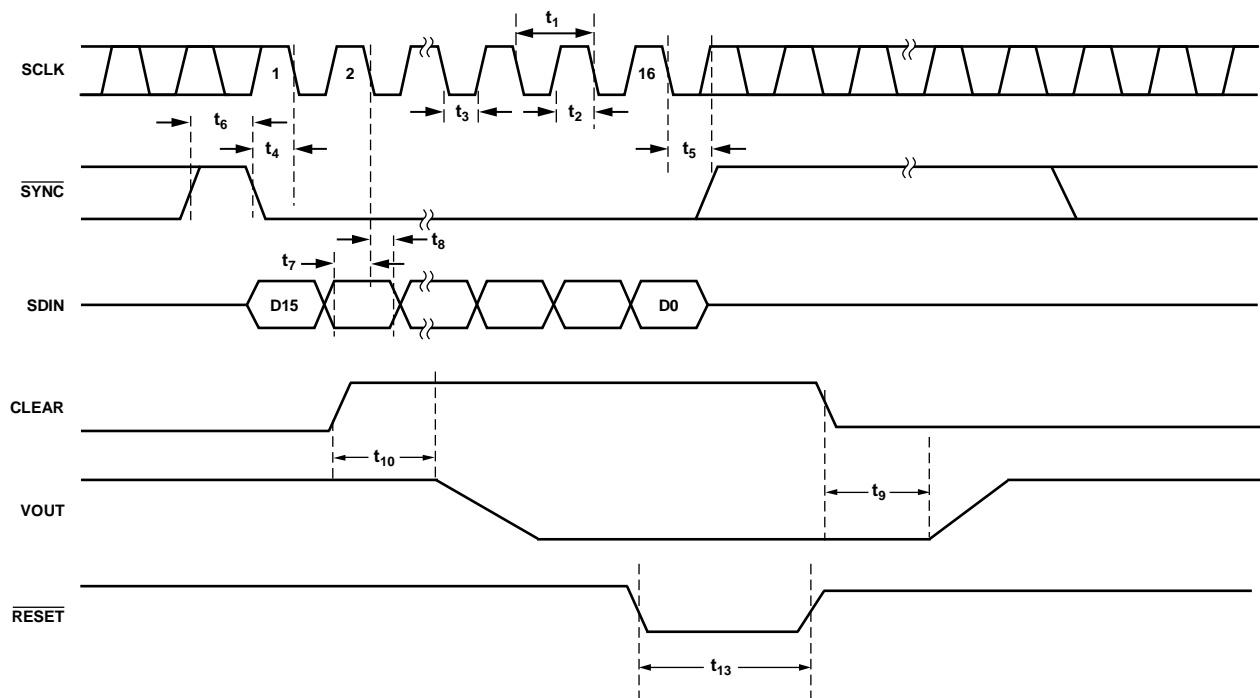 t1
SCLK
1
2
16
t3
t2
t6
t4
t5
SYNC
t8
t7
SDIN
D15
D0
CLEAR
t10
t9
VOUT
RESET
t13